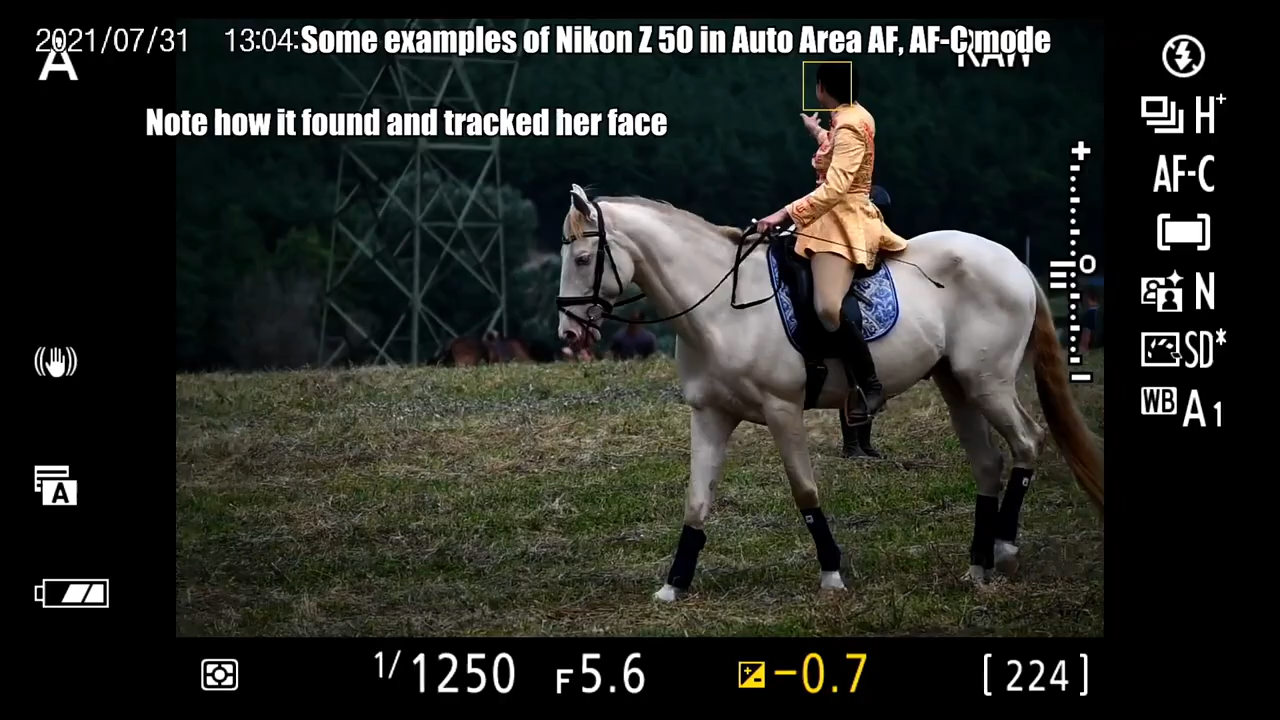 2021/07/31 13:04: Some examples of Nikon Z 50 in Auto Area AF, AF-C mode
A
RAW
Note how it found and tracked her face
H+
AF-C
N
SD*
WB A1
A
1/1250 F5.6 -0.7 [224]